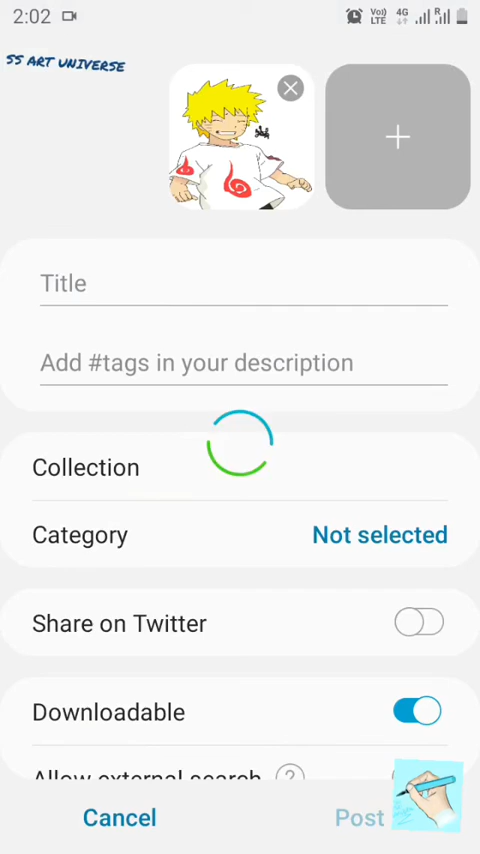 2:02
Vo))
LTE
4G
R
SS ART UNIVERSE
Title
Add #tags in your description
Collection
Category
Not selected
Share on Twitter
Downloadable
Allow external search ?
Cancel
Post